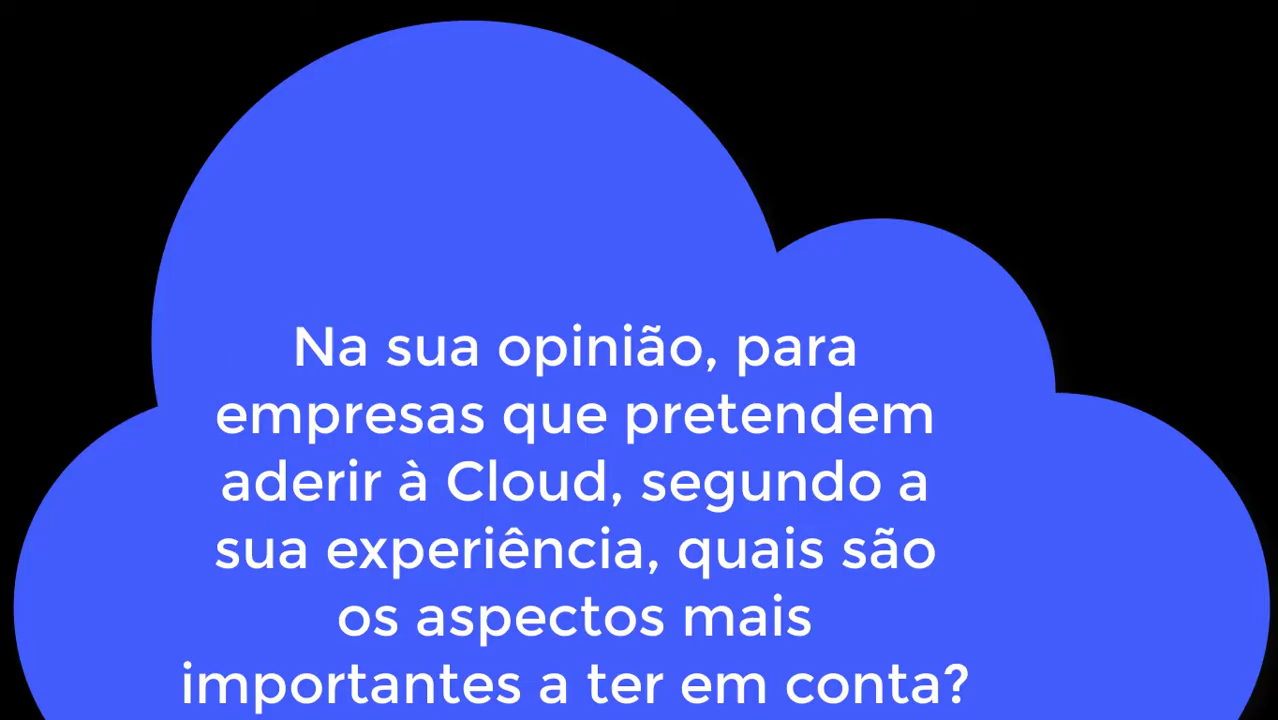 Na sua opinião, para
empresas que pretendem
aderir à Cloud, segundo a
sua experiência, quais são
os aspectos mais
importantes a ter em conta?